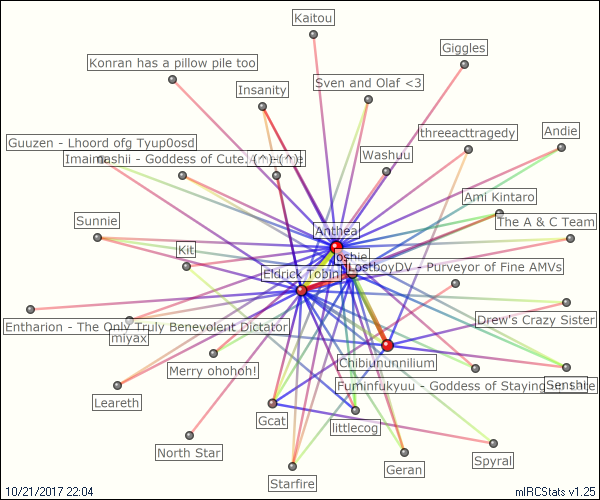 Kaitou
Giggles
Konran has a pillow pile too
Sven and Olaf <3
Insanity
threeacttragedy
Andie
Guuzen - Lhoord ofg Tyup0osd
Imaimashii - Goddess of Cute. (^)-(^)
Washuu
Ami Kintaro
Sunnie
The A & C Team
Anthea
Kit
Eldrick Tobin
LostboyDV - Purveyor of Fine AMVs
Entharion - The Only Truly Benevolent Dictator
Drew's Crazy Sister
miyax
Chibiununnilium
Merry ohohoh!
Fuminfukyuu - Goddess of Staying
Senshi
Leareth
Gcat
littlecog
North Star
Spyral
Geran
Starfire
10/21/2017 22:04
mIRCStats v1.25